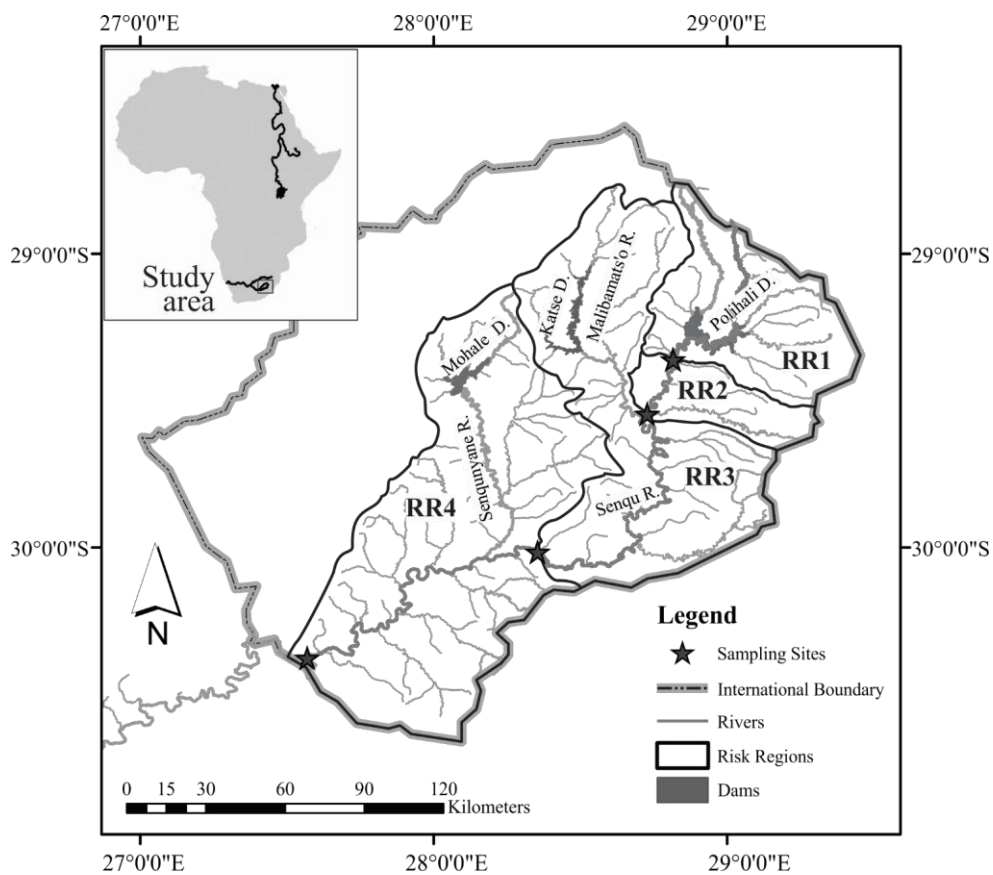 27°0'0"E 28°0'0"E 29°0'0"E
Study
area
29°0'0"S 29°0'0"S
Mohale D.
Katse D.
Malibamats'o R.
Polihali D.
RR1
RR2
Senqunyane R.
RR4
Senqu R.
RR3
30°0'0"S 30°0'0"S
N
Legend
Sampling Sites
International Boundary
Rivers
Risk Regions
Dams
0 15 30 60 90 120
Kilometers
27°0'0"E 28°0'0"E 29°0'0"E